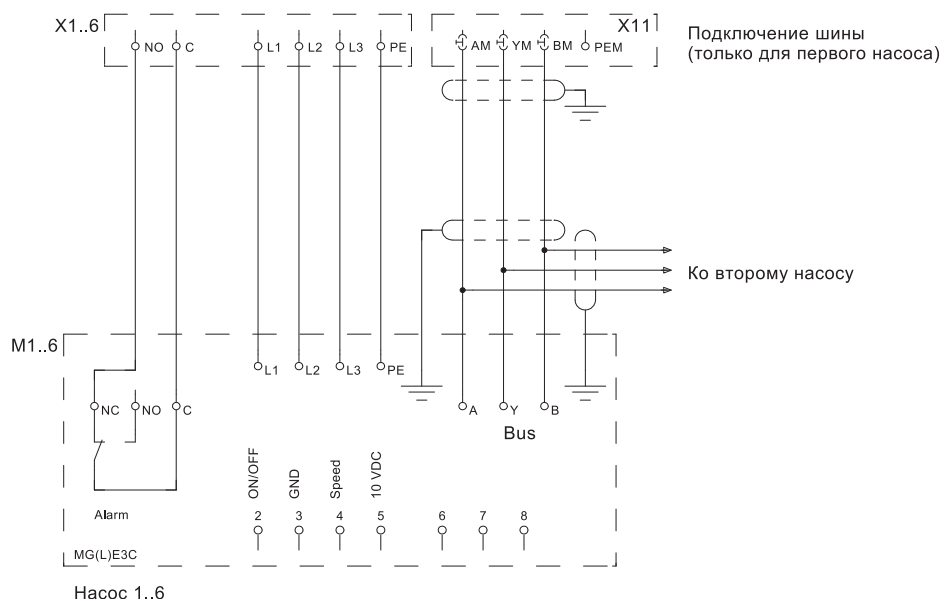 X1..6
NO C L1 L2 L3 PE
X11
AM YM BM PEM
Подключение шины
(только для первого насоса)
Ко второму насосу
M1..6
L1 L2 L3 PE
NC NO C
A Y B
Bus
ON/OFF
GND
Speed
10 VDC
Alarm
2 3 4 5 6 7 8
MG(L)E3C
Насос 1..6